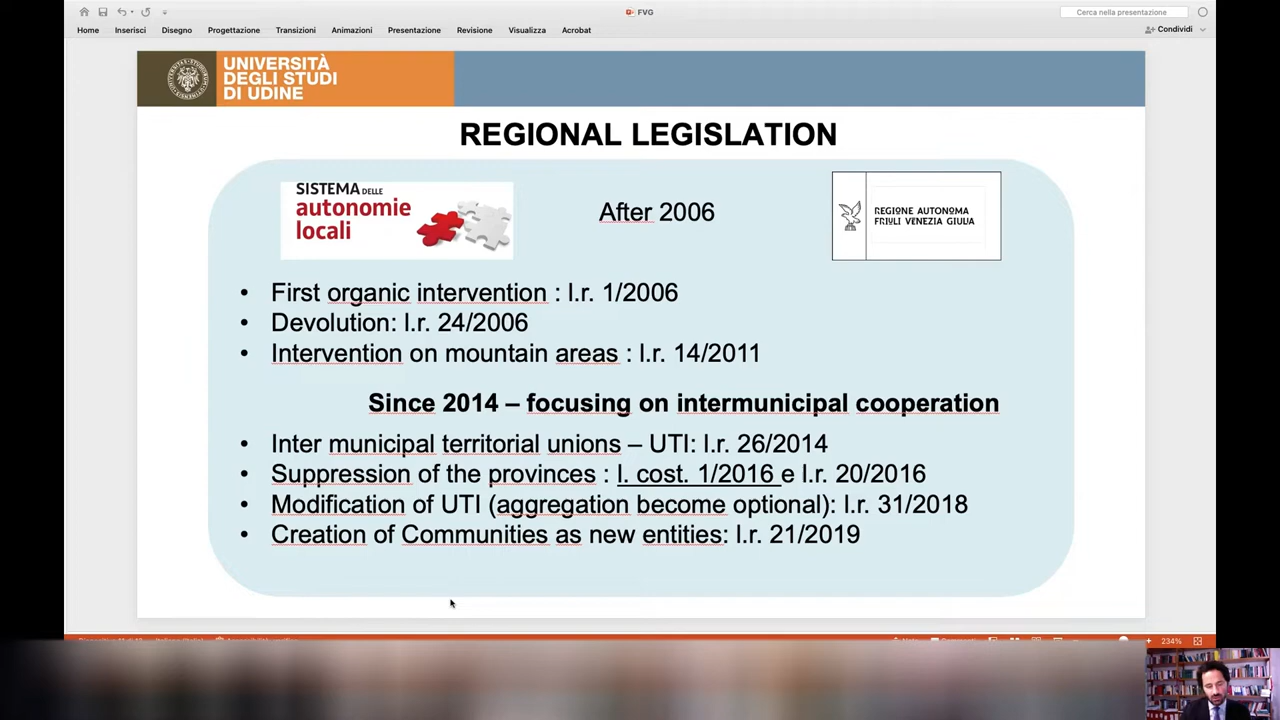 FVG
Cerca nella presentazione
Home Inserisci Disegno Progettazione Transizioni Animazioni Presentazione Revisione Visualizza Acrobat
Condividi
UNIVERSITÀ
DEGLI STUDI
DI UDINE
REGIONAL LEGISLATION
SISTEMA DELLE
autonomie
locali
After 2006
REGIONE AUTONOMA
FRIULI VENEZIA GIULIA
• First organic intervention : l.r. 1/2006
• Devolution: l.r. 24/2006
• Intervention on mountain areas : l.r. 14/2011
Since 2014 – focusing on intermunicipal cooperation
• Inter municipal territorial unions – UTI: l.r. 26/2014
• Suppression of the provinces : l. cost. 1/2016 e l.r. 20/2016
• Modification of UTI (aggregation become optional): l.r. 31/2018
• Creation of Communities as new entities: l.r. 21/2019
234%